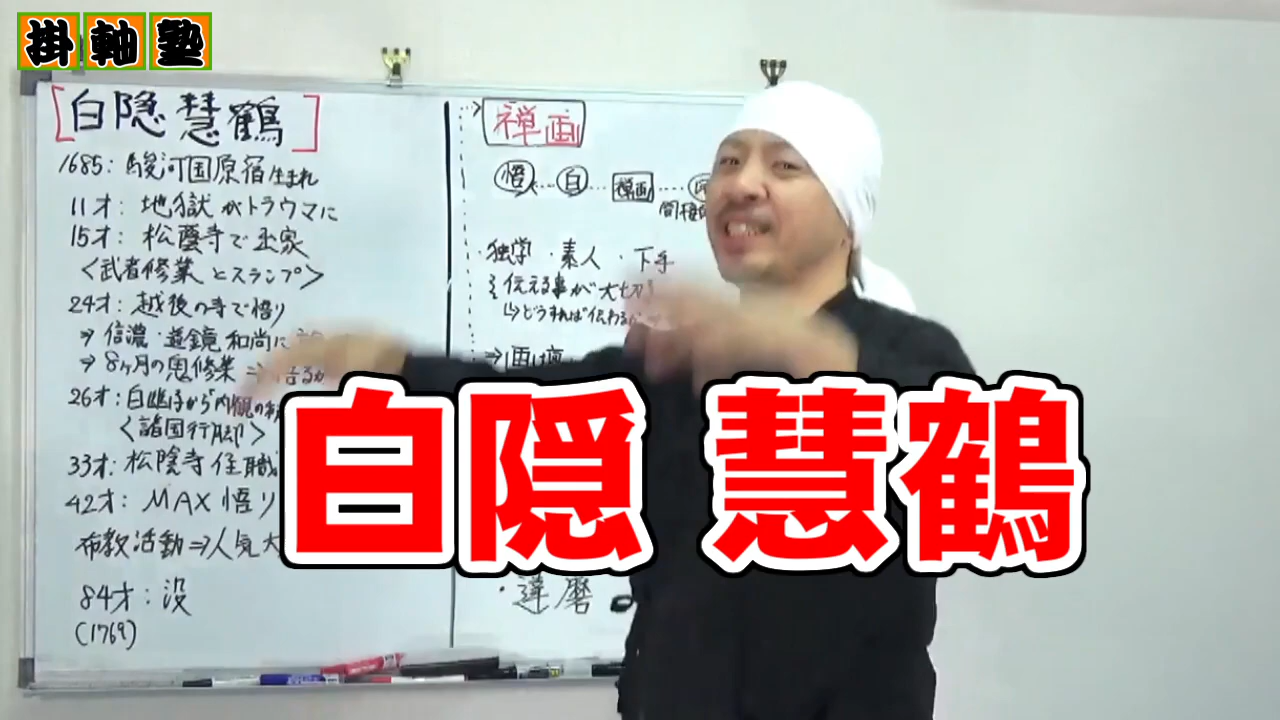 掛軸塾
[白隠慧鶴]
1685:駿河国原宿生まれ
11才:地獄がトラウマに
15才:松蔭寺で出家
<武者修業とスランプ>
24才:越後の寺で悟り
⇒信濃・道鏡和尚に
⇒8ヶ月の鬼修業⇒悟る
26才:白幽子から内観の
<諸国行脚>
33才:松陰寺住職
42才:MAX悟り
布教活動⇒人気大
84才:没
(1769)
禅画
悟 白 禅画
間接
・独学・素人・下手
伝える事が大切
↳どうすれば伝わるか
⇒画
・達磨
白隠 慧鶴